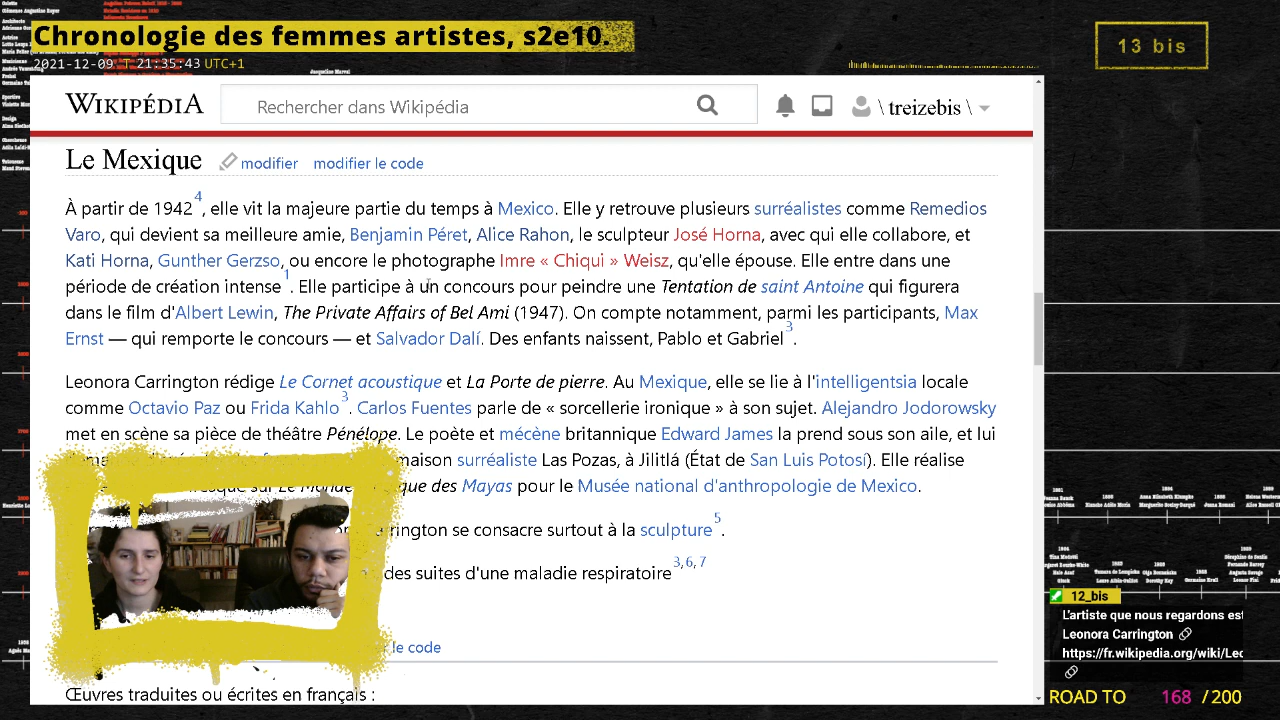 Chronologie des femmes artistes, s2e10.
2021-12-09 T 21:35:43 UTC+1
13 bis
WIKIPÉDIA
Rechercher dans Wikipédia
\ treizebis \
Le Mexique
modifier
modifier le code
À partir de 1942 4, elle vit la majeure partie du temps à Mexico. Elle y retrouve plusieurs surréalistes comme Remedios
Varo, qui devient sa meilleure amie, Benjamin Péret, Alice Rahon, le sculpteur José Horna, avec qui elle collabore, et
Kati Horna, Gunther Gerzso, ou encore le photographe Imre « Chiqui » Weisz, qu'elle épouse. Elle entre dans une
période de création intense 1. Elle participe à un concours pour peindre une Tentation de saint Antoine qui figurera
dans le film d'Albert Lewin, The Private Affairs of Bel Ami (1947). On compte notamment, parmi les participants, Max
Ernst — qui remporte le concours — et Salvador Dalí. Des enfants naissent, Pablo et Gabriel 3.
Leonora Carrington rédige Le Cornet acoustique et La Porte de pierre. Au Mexique, elle se lie à l'intelligentsia locale
comme Octavio Paz ou Frida Kahlo 3. Carlos Fuentes parle de « sorcellerie ironique » à son sujet. Alejandro Jodorowsky
met en scène sa pièce de théâtre Pénélope. Le poète et mécène britannique Edward James la prend sous son aile, et lui
maison surréaliste Las Pozas, à Jilitlá (État de San Luis Potosí). Elle réalise
que des Mayas pour le Musée national d'anthropologie de Mexico.
rington se consacre surtout à la sculpture 5.
des suites d'une maladie respiratoire 3, 6, 7
le code
Œuvres traduites ou écrites en français :
12_bis
L'artiste que nous regardons est
Leonora Carrington
https://fr.wikipedia.org/wiki/Leo
ROAD TO 168 / 200